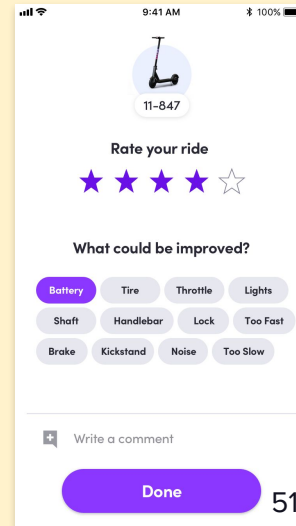 9:41 AM 100%
11-847
Rate your ride
What could be improved?
Battery Tire Throttle Lights
Shaft Handlebar Lock Too Fast
Brake Kickstand Noise Too Slow
Write a comment
Done
51